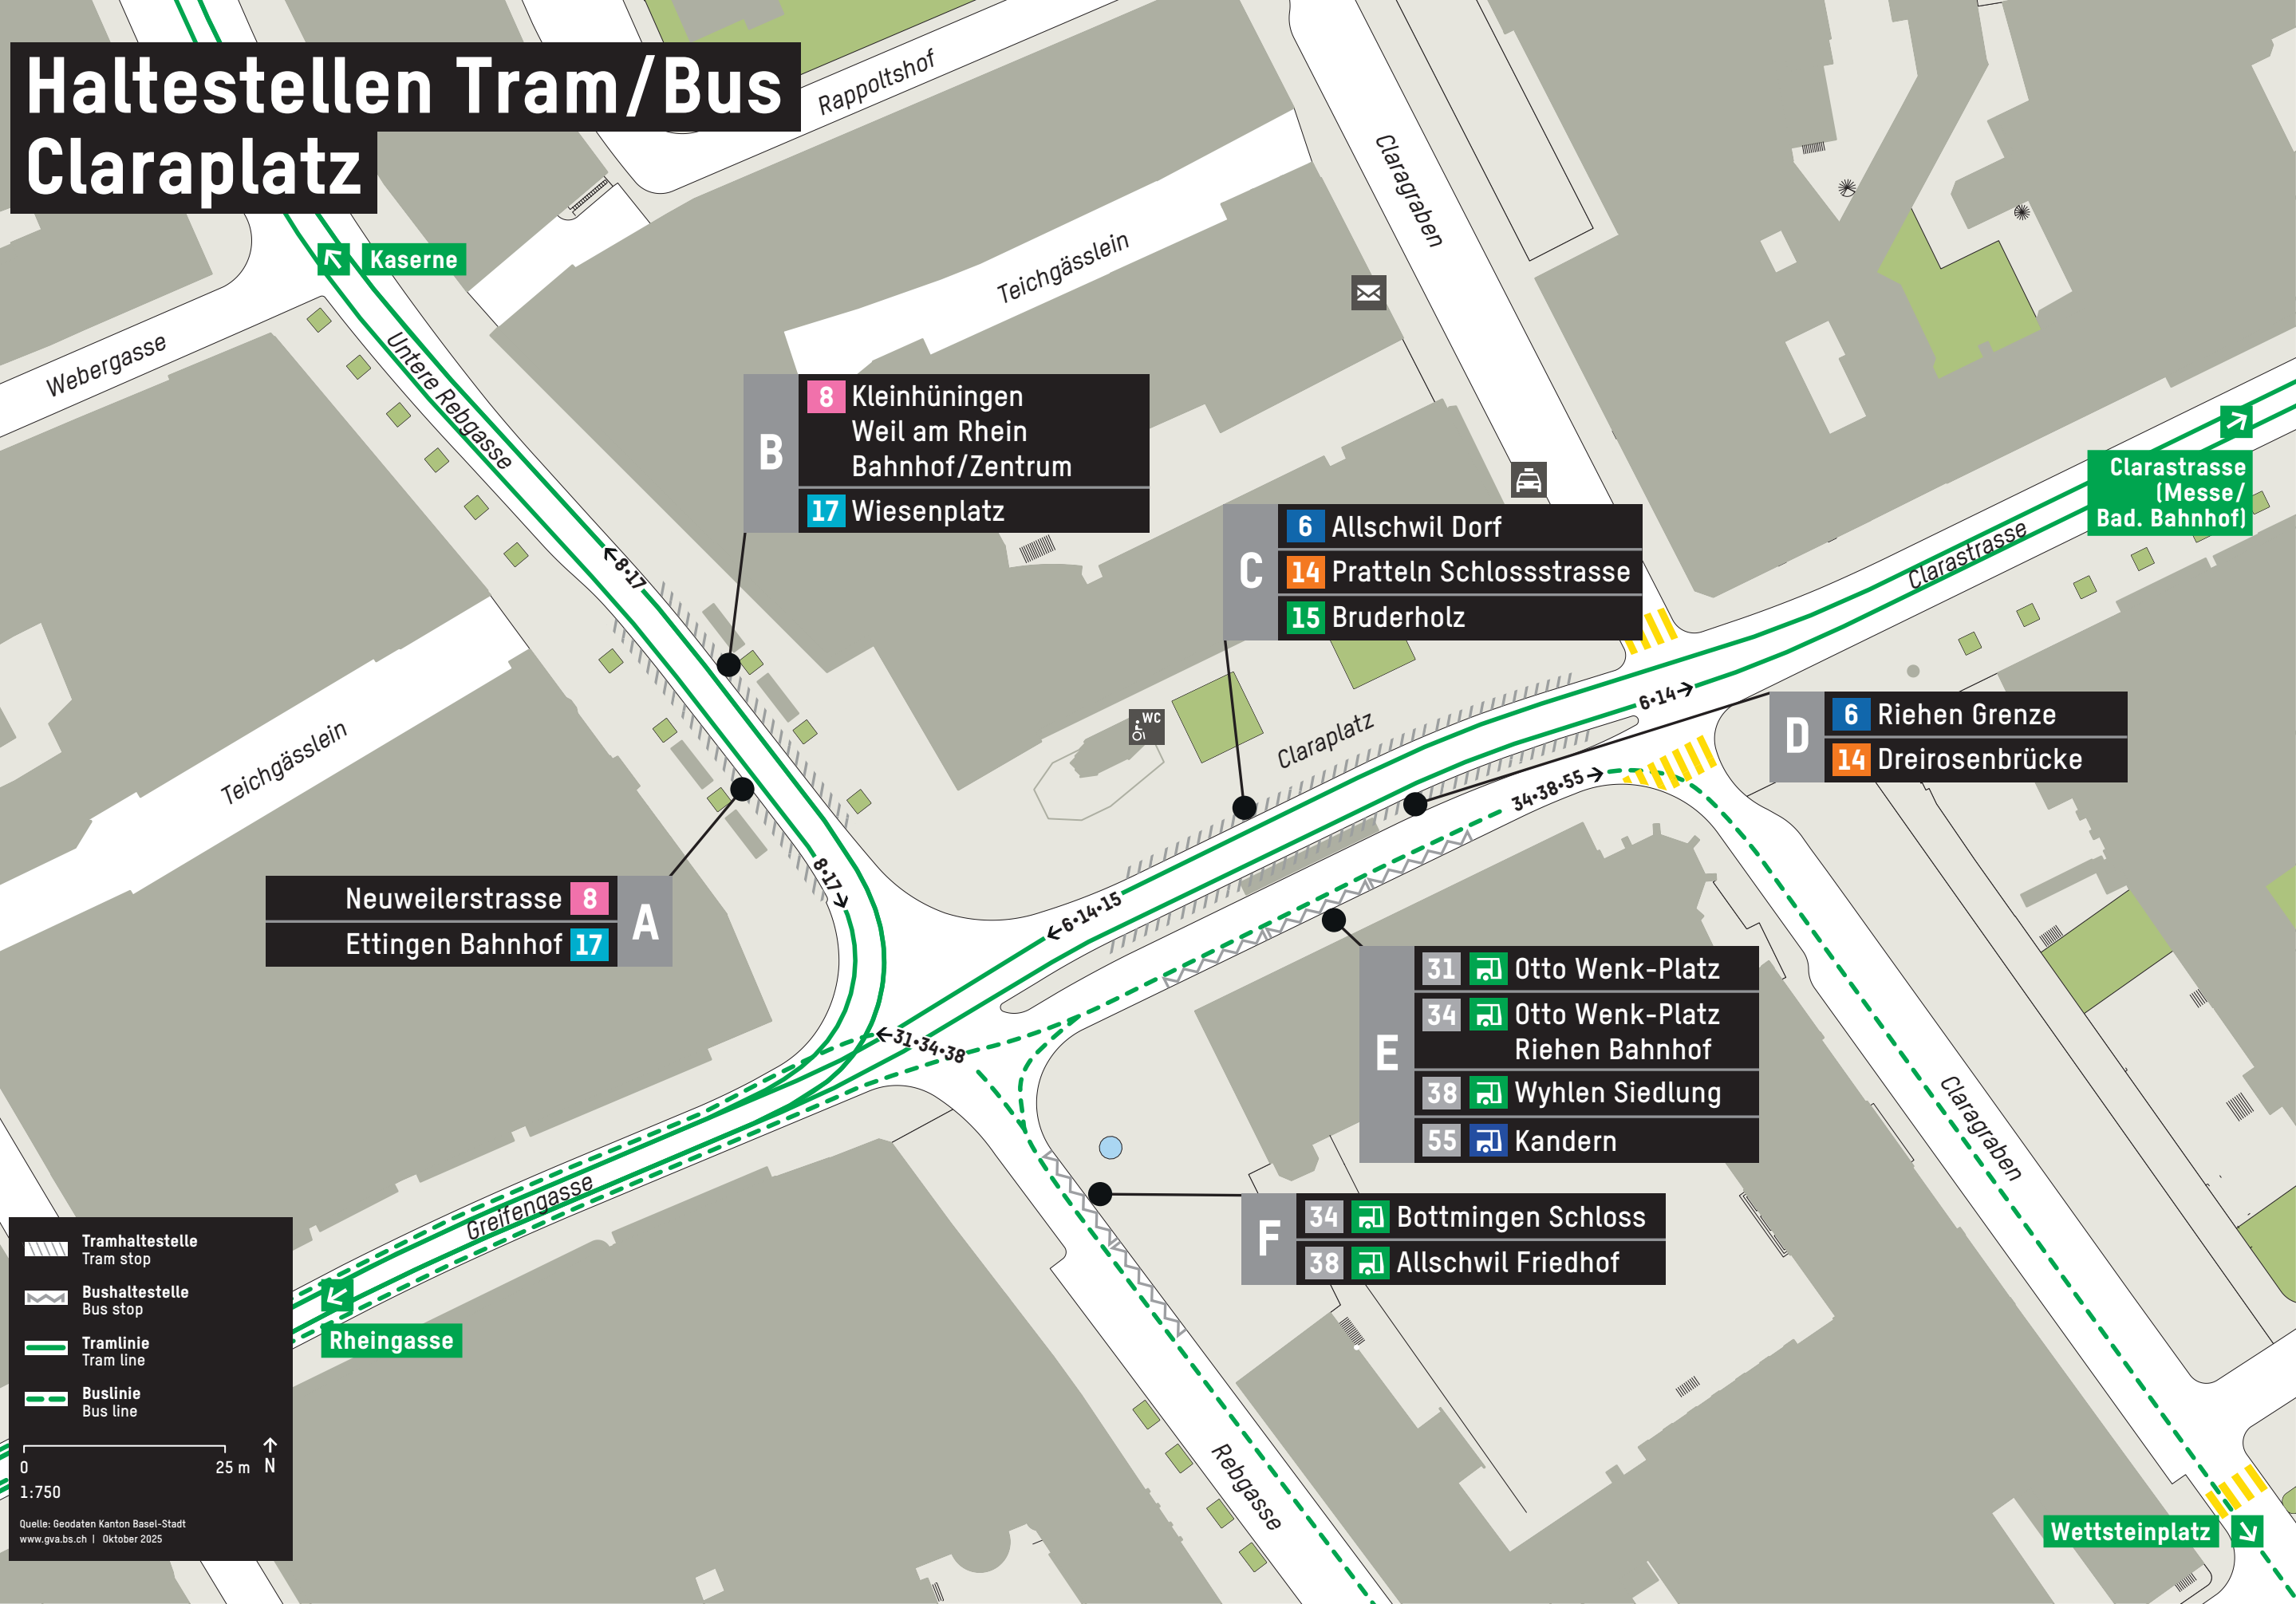 Haltestellen Tram/Bus
Claraplatz
Rappoltshof
Claragraben
Teichgässlein
Kaserne
Webergasse
Untere Rebgasse
B
8 Kleinhüningen
Weil am Rhein
Bahnhof/Zentrum
17 Wiesenplatz
Clarastrasse
(Messe/
Bad. Bahnhof)
Clarastrasse
C
6 Allschwil Dorf
14 Pratteln Schlossstrasse
15 Bruderholz
←8•17
6•14→
D
6 Riehen Grenze
14 Dreirosenbrücke
WC
Claraplatz
Teichgässlein
34•38•55→
8•17→
Neuweilerstrasse 8
Ettingen Bahnhof 17
A
←6•14•15
←31•34•38
E
31 Otto Wenk-Platz
34 Otto Wenk-Platz
Riehen Bahnhof
38 Wyhlen Siedlung
55 Kandern
Claragraben
Greifengasse
F
34 Bottmingen Schloss
38 Allschwil Friedhof
Rheingasse
Rebgasse
Wettsteinplatz
Tramhaltestelle
Tram stop
Bushaltestelle
Bus stop
Tramlinie
Tram line
Buslinie
Bus line
0 25 m N
1:750
Quelle: Geodaten Kanton Basel-Stadt
www.gva.bs.ch | Oktober 2025